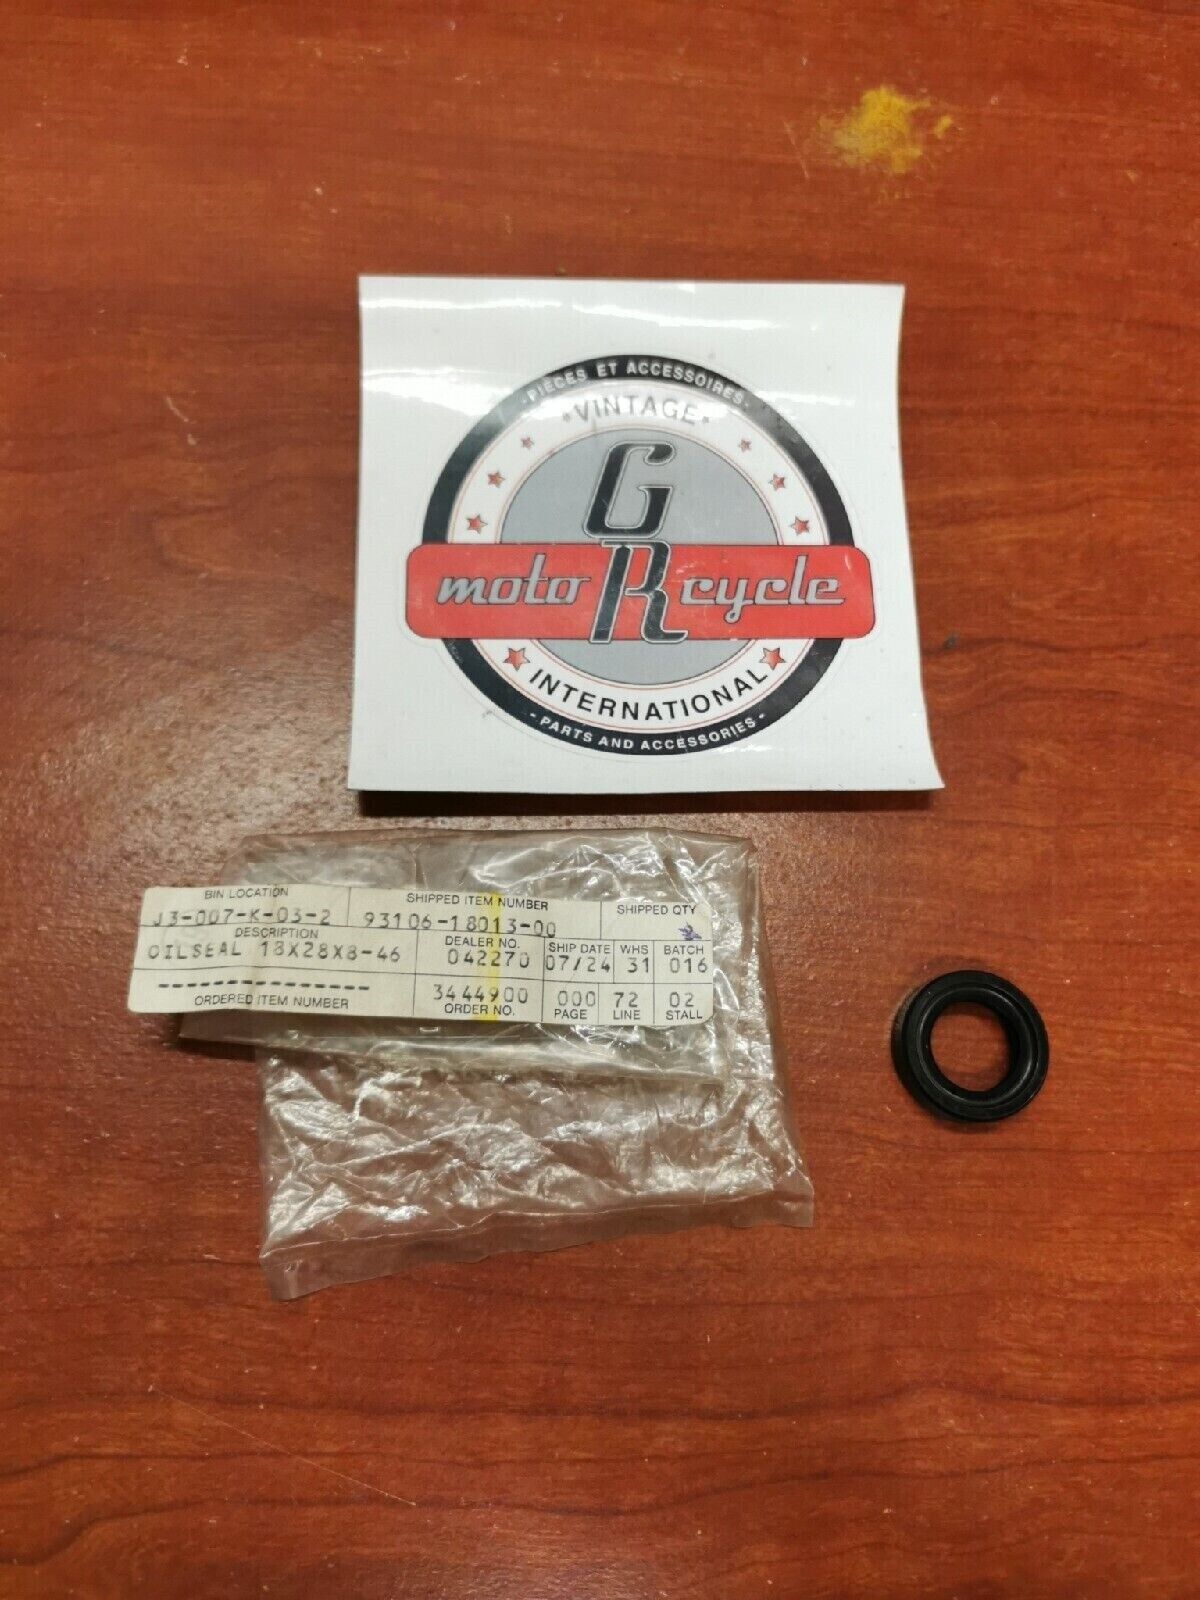 -PIÈCES ET ACCESSOIRES-
•VINTAGE•
G
moto R cycle
INTERNATIONAL
- PARTS AND ACCESSORIES -
BIN LOCATION SHIPPED ITEM NUMBER SHIPPED QTY
J3-007-K-03-2 93106-18013-00
DESCRIPTION DEALER NO. SHIP DATE WHS BATCH
OILSEAL 18X28X8-46 042270 07/24 31 016
3444900 000 72 02
ORDERED ITEM NUMBER ORDER NO. PAGE LINE STALL